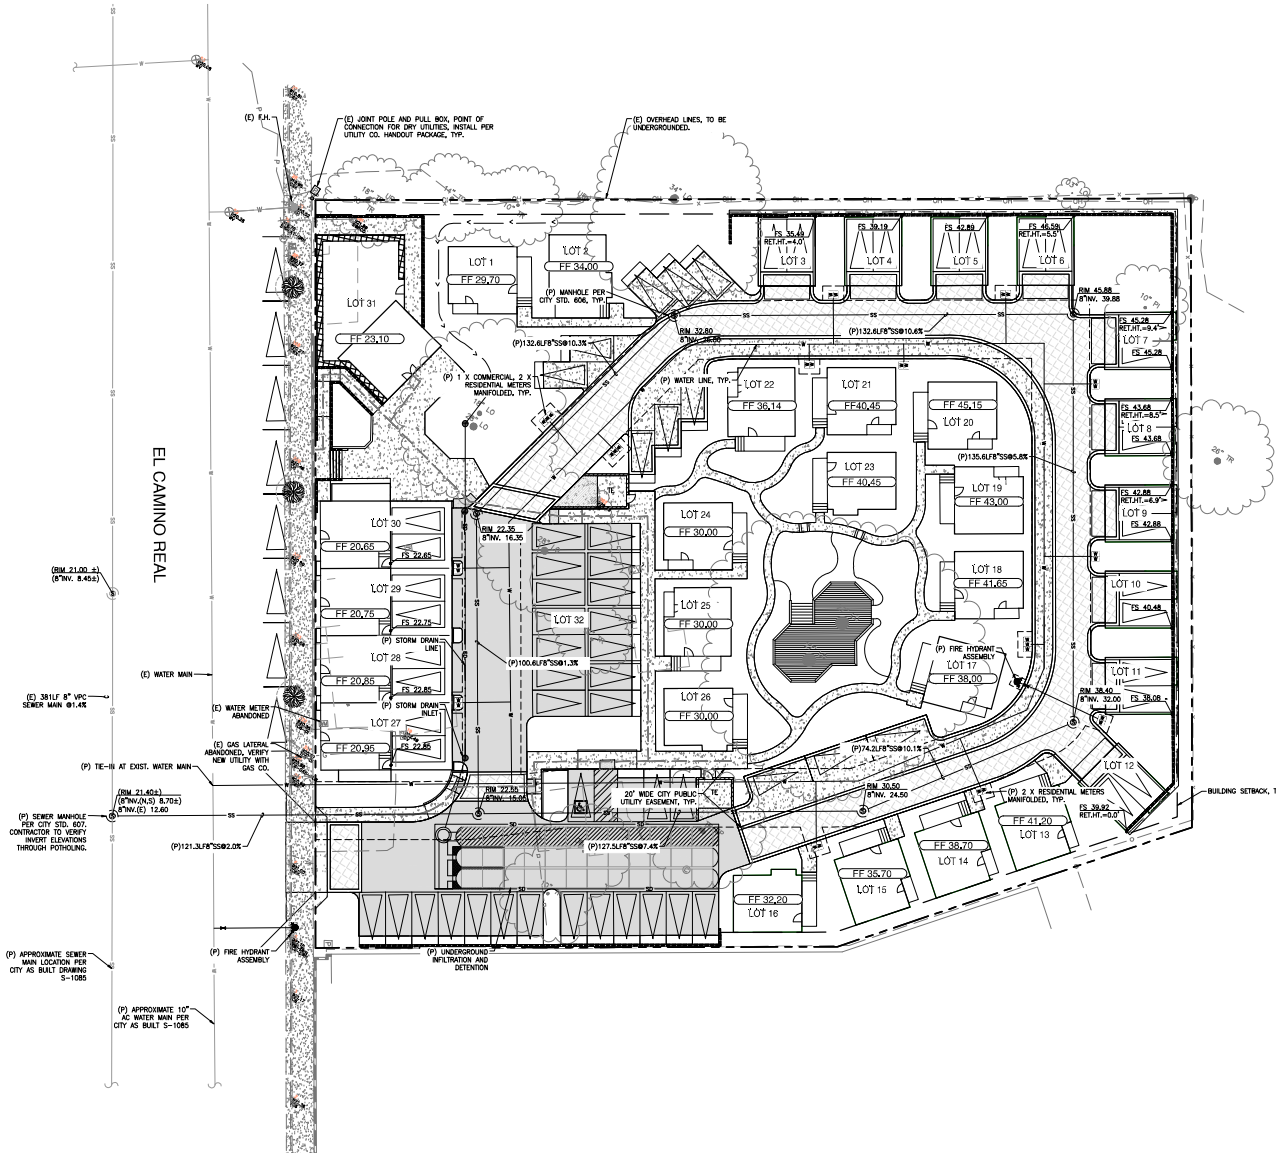 (E) F.H.
(E) JOINT POLE AND PULL BOX, POINT OF
CONNECTION FOR DRY UTILITIES, INSTALL PER
UTILITY CO. HANDOUT PACKAGE, TYP.
(E) OVERHEAD LINES, TO BE
UNDERGROUNDED.
18"
14"
10" TR
34" LO
LOT 1
FF 29.70
LOT 2
FF 34.00
(P) MANHOLE PER
CITY STD. 606, TYP.
FS 35.49
RET.HT.=4.0'
LOT 3
FS 39.19
LOT 4
FS 42.89
LOT 5
FS 46.59
RET.HT.=5.5'
LOT 6
RIM 45.88
8"INV. 39.88
10" PI
LOT 31
FF 23.10
RIM 32.80
(P)132.6LF8"SS@10.3%
(P)132.6LF8"SS@10.6%
FS 45.28
RET.HT.=9.4'
LOT 7
FS 45.28
(P) 1 X COMMERCIAL, 2 X
RESIDENTIAL METERS
MANIFOLDED, TYP.
(P) WATER LINE, TYP.
LOT 22
FF 36.14
LOT 21
FF40.45
FF 45.15
LOT 20
FS 43.68
RET.HT.=8.5'
LOT 8
FS 43.68
26" TR
(P)135.6LF8"SS@5.8%
EL CAMINO REAL
LOT 23
FF 40.45
LOT 19
FF 43.00
FS 42.88
RET.HT.=6.9'
LOT 9
FS 42.88
TE
LOT 24
FF 30.00
LOT 30
FF 20.65
FS 22.65
RIM 22.35
8"INV. 16.35
28"
LOT 18
FF 41.65
LOT 10
FS 40.48
(RIM 21.00 ±)
(8"INV. 8.45±)
LOT 29
FF 20.75
FS 22.75
LOT 32
LOT 25
FF 30.00
(P) STORM DRAIN
LINE
(P)100.6LF8"SS@1.3%
(P) FIRE HYDRANT
ASSEMBLY
LOT 17
FF 38.00
LOT 11
FS 38.08
(E) WATER MAIN
LOT 28
FF 20.85
FS 22.85
(E) 381LF 8" VPC
SEWER MAIN @1.4%
(E) WATER METER
ABANDONED
(P) STORM DRAIN
INLET
LOT 26
FF 30.00
RIM 38.40
8"INV. 32.00
LOT 27
FF 20.95
(E) GAS LATERAL
ABANDONED, VERIFY
NEW UTILITY WITH
GAS CO.
(P)74.2LF8"SS@10.1%
LOT 12
(P) TIE-IN AT EXIST. WATER MAIN
RIM 22.55
8"INV. 15.05
20' WIDE CITY PUBLIC
UTILITY EASEMENT, TYP.
TE
RIM 30.50
8"INV. 24.50
(P) 2 X RESIDENTIAL METERS
MANIFOLDED, TYP.
FS 39.92
RET.HT.=0.0'
BUILDING SETBACK, T
(RIM 21.40±)
(8"INV.(N,S) 8.70±)
8"INV.(E) 12.60
(P) SEWER MANHOLE
PER CITY STD. 607,
CONTRACTOR TO VERIFY
INVERT ELEVATIONS
THROUGH POTHOLING.
(P)121.3LF8"SS@2.0%
(P)127.5LF8"SS@7.4%
FF 41.20
LOT 13
FF 38.70
LOT 14
FF 35.70
LOT 15
FF 32.20
LOT 16
(P) APPROXIMATE SEWER
MAIN LOCATION PER
CITY AS BUILT DRAWING
S-1085
(P) FIRE HYDRANT
ASSEMBLY
(P) UNDERGROUND
INFILTRATION AND
DETENTION
(P) APPROXIMATE 10"
AC WATER MAIN PER
CITY AS BUILT S-1085